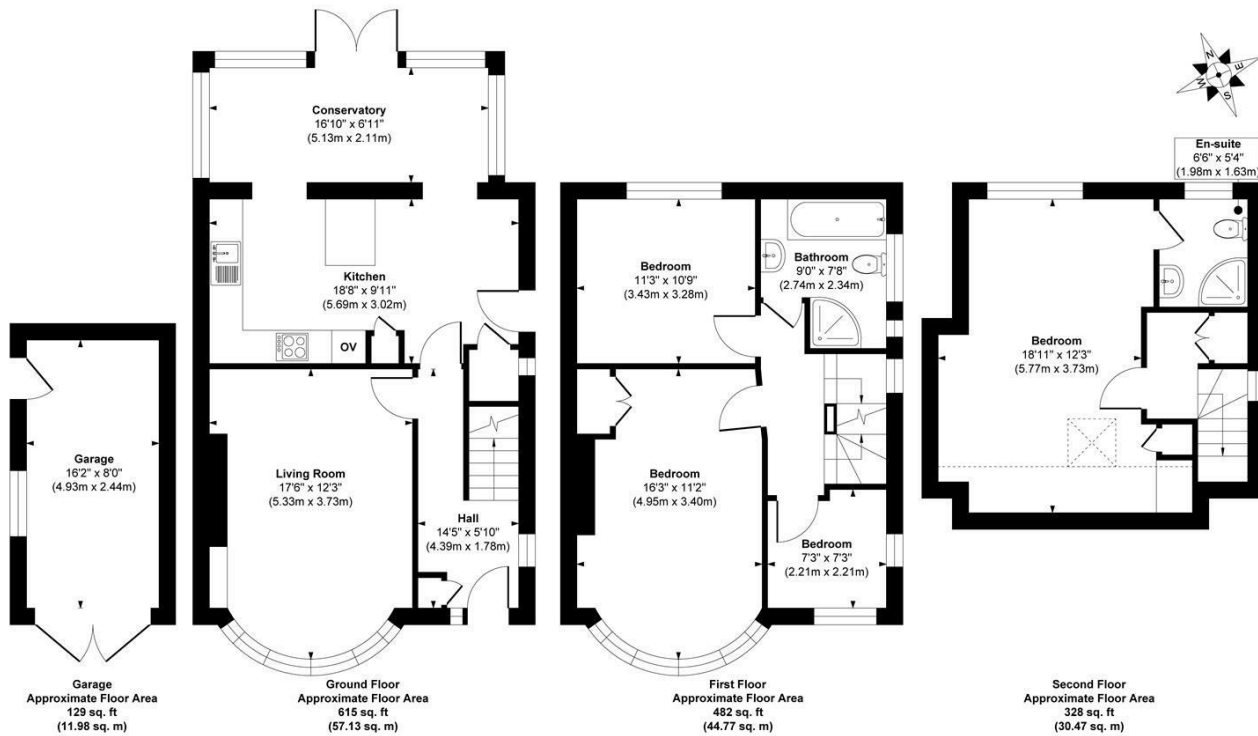 N
E
S
W
Conservatory
16'10" x 6'11"
(5.13m x 2.11m)
Kitchen
18'8" x 9'11"
(5.69m x 3.02m)
OV
Garage
16'2" x 8'0"
(4.93m x 2.44m)
Living Room
17'6" x 12'3"
(5.33m x 3.73m)
Hall
14'5" x 5'10"
(4.39m x 1.78m)
Bedroom
11'3" x 10'9"
(3.43m x 3.28m)
Bathroom
9'0" x 7'8"
(2.74m x 2.34m)
Bedroom
16'3" x 11'2"
(4.95m x 3.40m)
Bedroom
7'3" x 7'3"
(2.21m x 2.21m)
En-suite
6'6" x 5'4"
(1.98m x 1.63m)
Bedroom
18'11" x 12'3"
(5.77m x 3.73m)
Garage
Approximate Floor Area
129 sq. ft
(11.98 sq. m)
Ground Floor
Approximate Floor Area
615 sq. ft
(57.13 sq. m)
First Floor
Approximate Floor Area
482 sq. ft
(44.77 sq. m)
Second Floor
Approximate Floor Area
328 sq. ft
(30.47 sq. m)